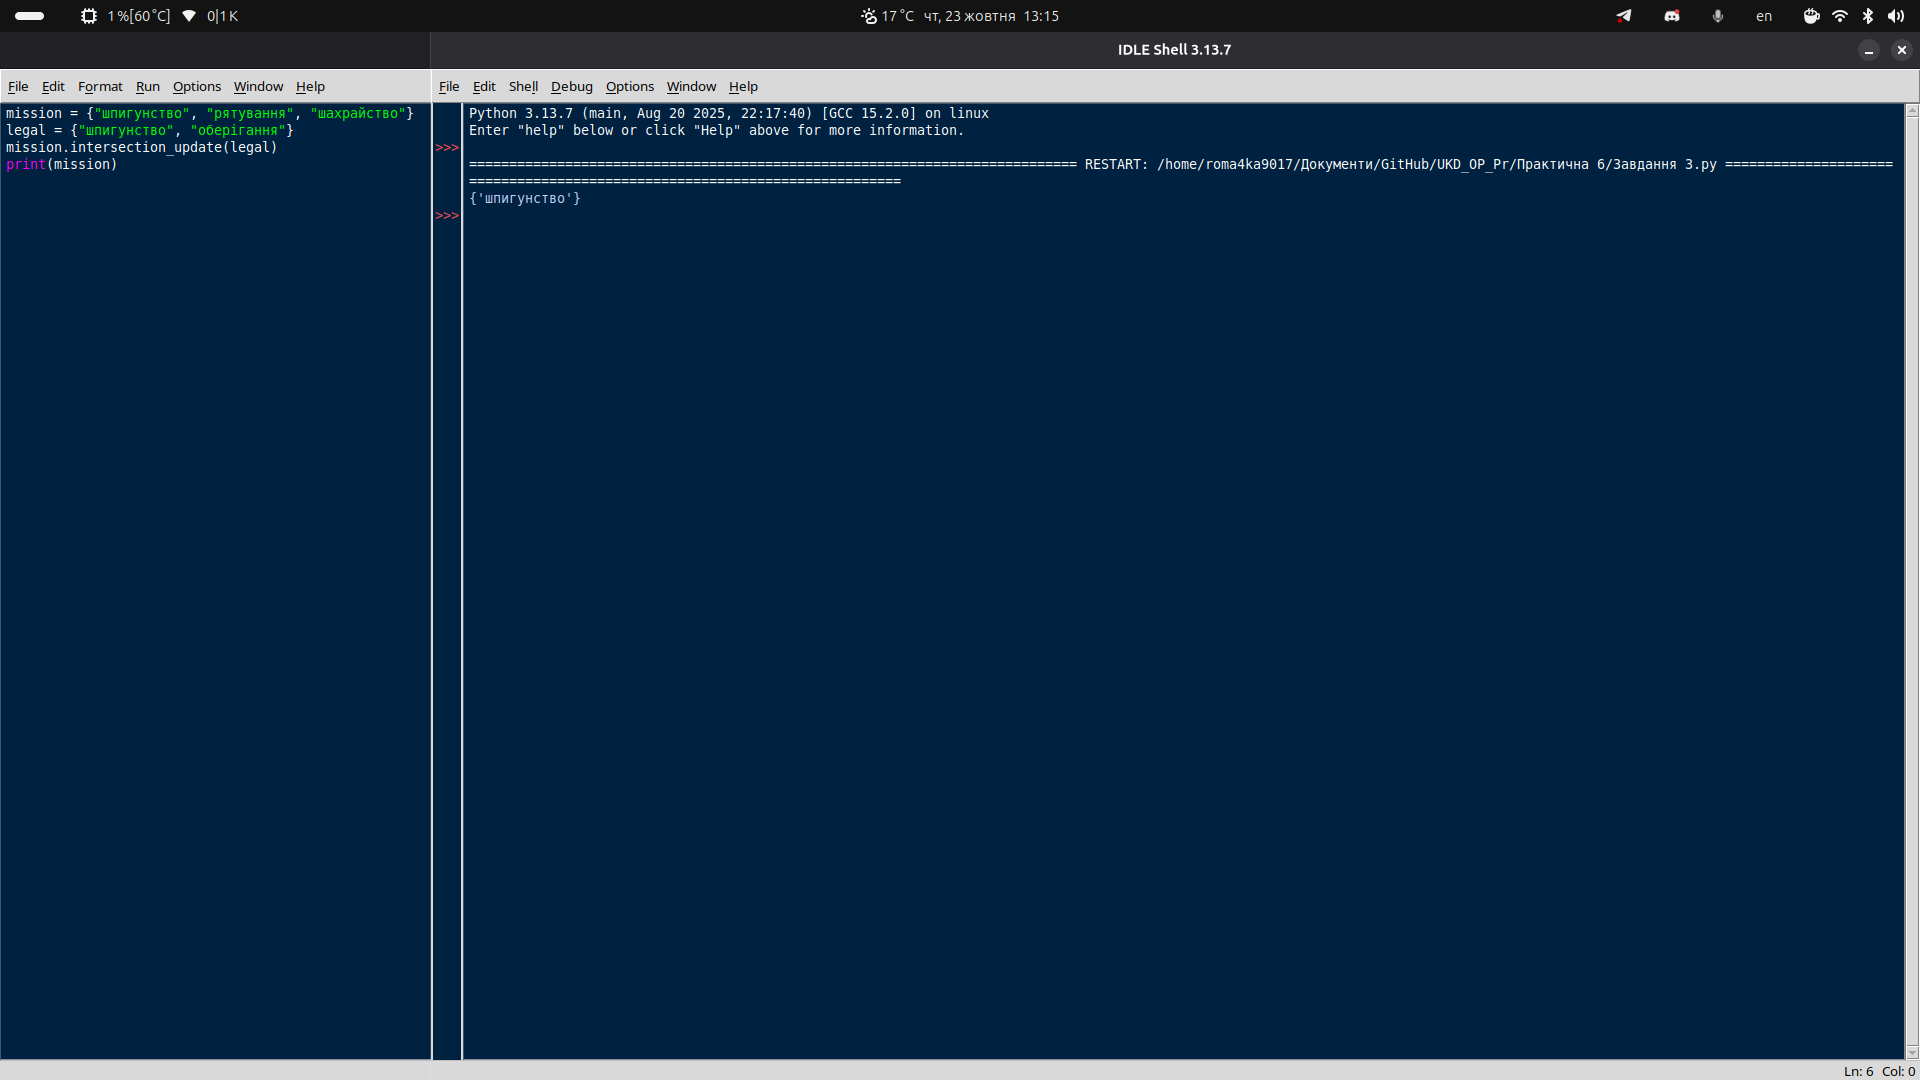 1%[60°C] 0|1K 17°C чт, 23 жовтня 13:15 en
IDLE Shell 3.13.7
File Edit Format Run Options Window Help
mission = {"шпигунство", "рятування", "шахрайство"}
legal = {"шпигунство", "оберігання"}
mission.intersection_update(legal)
print(mission)
File Edit Shell Debug Options Window Help
Python 3.13.7 (main, Aug 20 2025, 22:17:40) [GCC 15.2.0] on linux
Enter "help" below or click "Help" above for more information.
>>>
============================================================================ RESTART: /home/roma4ka9017/Документи/GitHub/UKD_OP_Pr/Практична 6/Завдання 3.py =====================
======================================================
{'шпигунство'}
>>>
Ln: 6 Col: 0